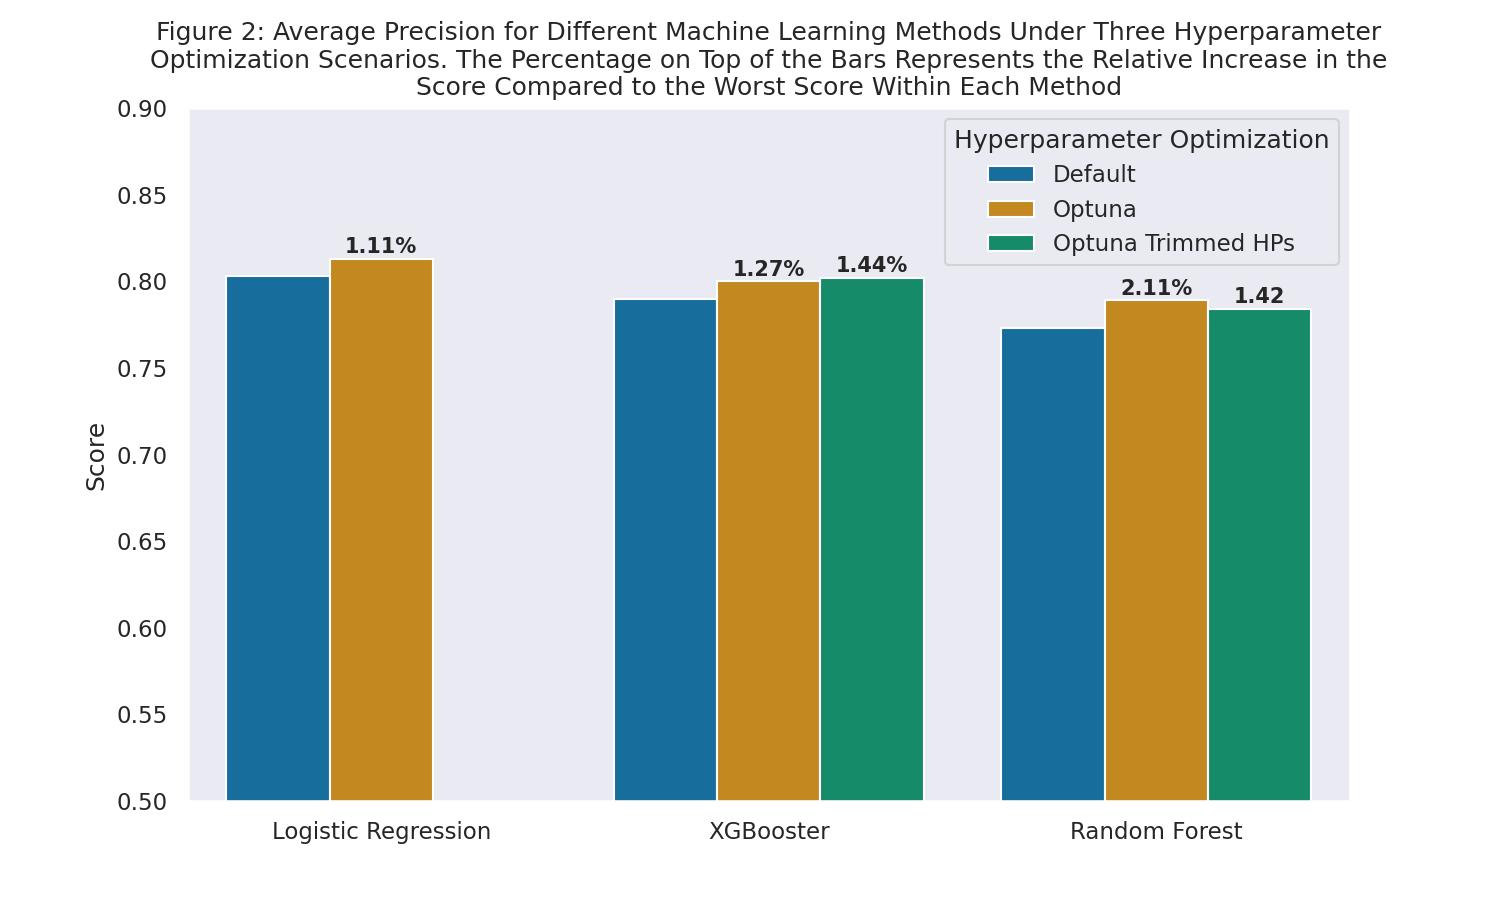 Figure 2: Average Precision for Different Machine Learning Methods Under Three Hyperparameter
Optimization Scenarios. The Percentage on Top of the Bars Represents the Relative Increase in the
Score Compared to the Worst Score Within Each Method
0.90
0.85
0.80
0.75
0.70
0.65
0.60
0.55
0.50
Score
Hyperparameter Optimization
Default
Optuna
Optuna Trimmed HPs
1.11%
1.27%
1.44%
2.11%
1.42
Logistic Regression
XGBooster
Random Forest